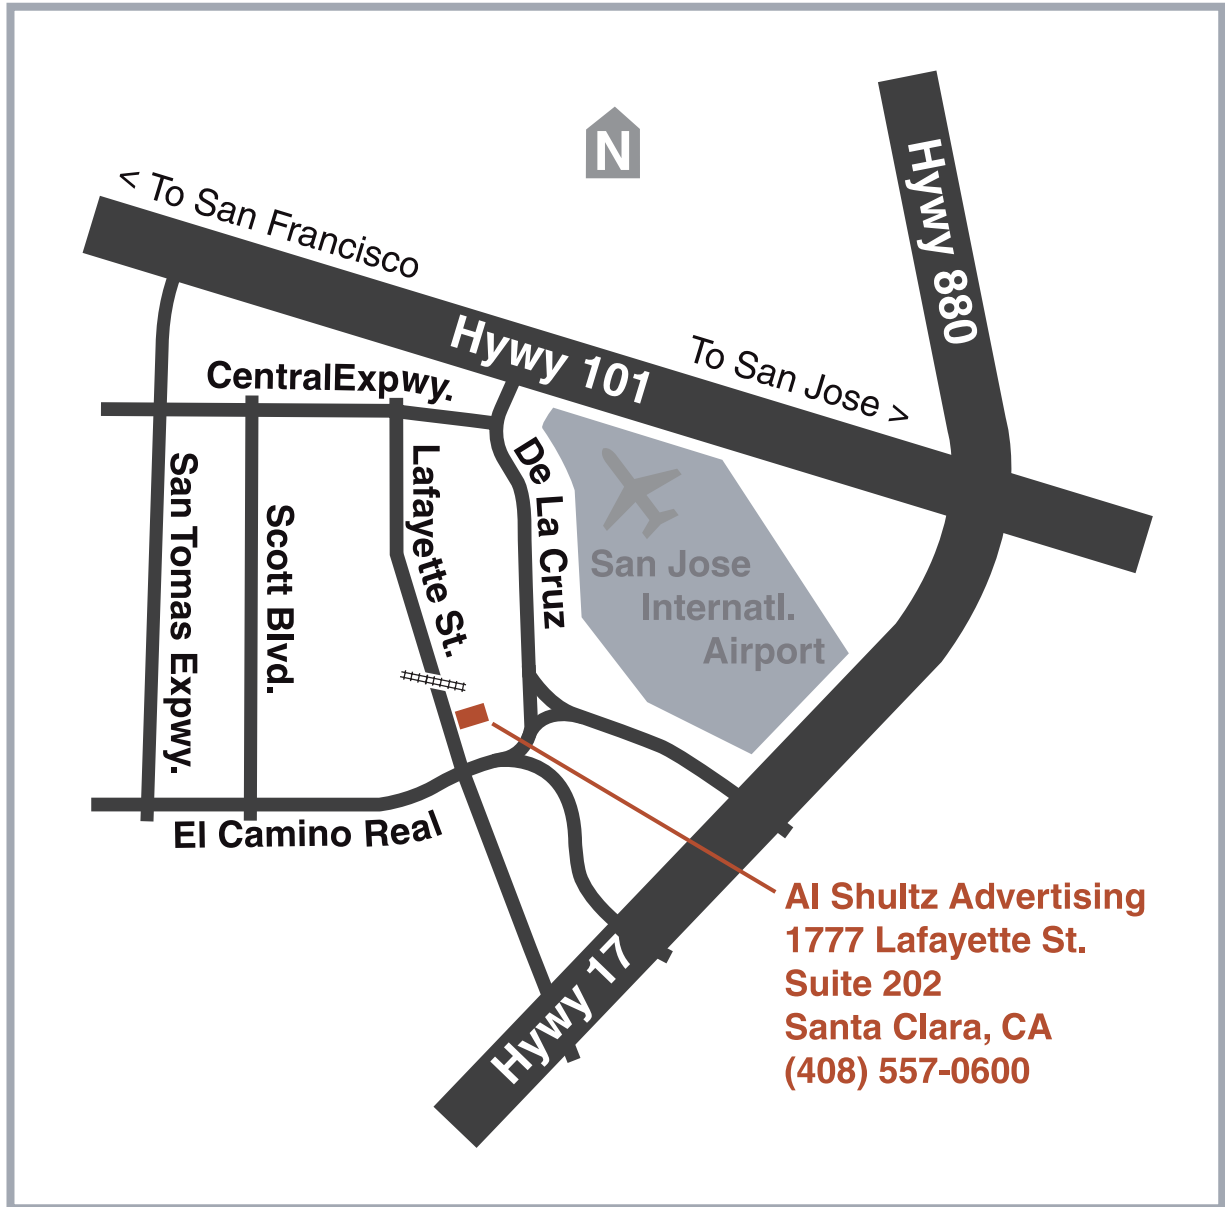 N
< To San Francisco
Hywy 880
Hywy 101
To San Jose >
CentralExpwy.
San Tomas Expwy.
Scott Blvd.
Lafayette St.
De La Cruz
San Jose
Internatl.
Airport
El Camino Real
Hywy 17
Al Shultz Advertising
1777 Lafayette St.
Suite 202
Santa Clara, CA
(408) 557-0600